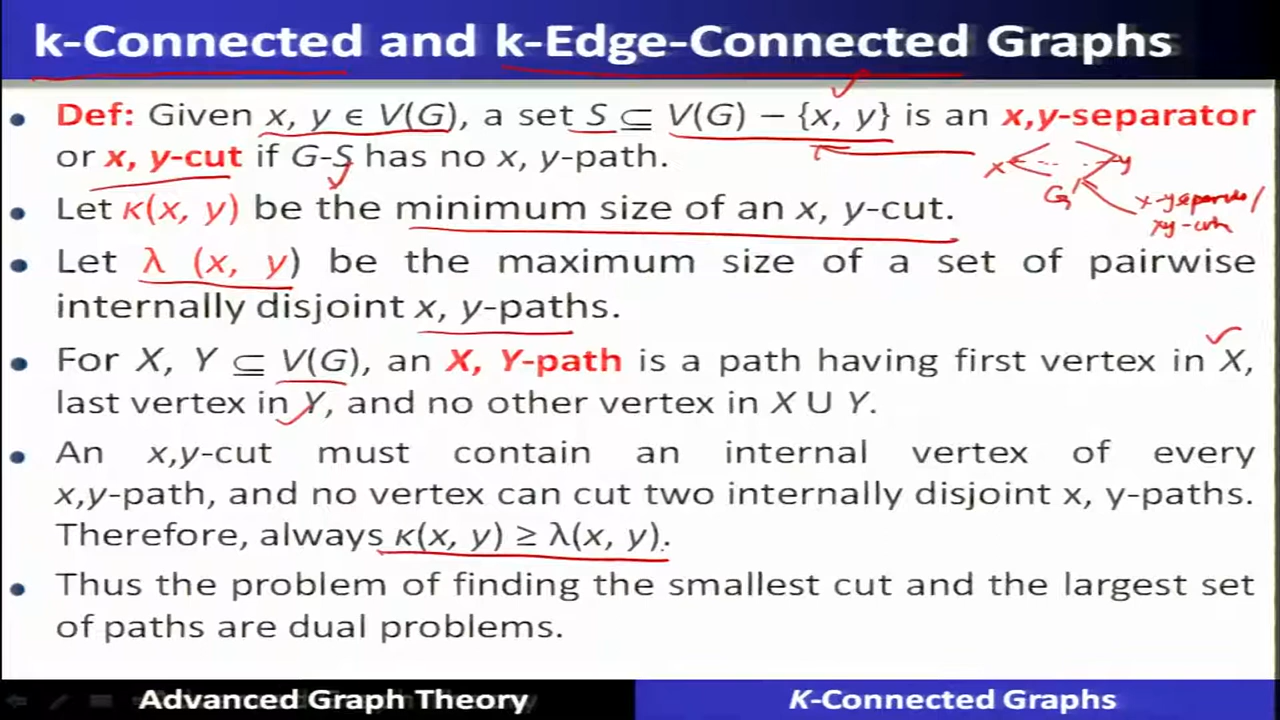 k-Connected and k-Edge-Connected Graphs
• Def: Given x, y ϵ V(G), a set S ⊆ V(G) − {x, y} is an x,y-separator
or x, y-cut if G-S has no x, y-path.
x y
G
xy-cut
• Let κ(x, y) be the minimum size of an x, y-cut.
• Let λ (x, y) be the maximum size of a set of pairwise
internally disjoint x, y-paths.
• For X, Y ⊆ V(G), an X, Y-path is a path having first vertex in X,
last vertex in Y, and no other vertex in X U Y.
• An x,y-cut must contain an internal vertex of every
x,y-path, and no vertex can cut two internally disjoint x, y-paths.
Therefore, always κ(x, y) ≥ λ(x, y).
• Thus the problem of finding the smallest cut and the largest set
of paths are dual problems.
Advanced Graph Theory
K-Connected Graphs